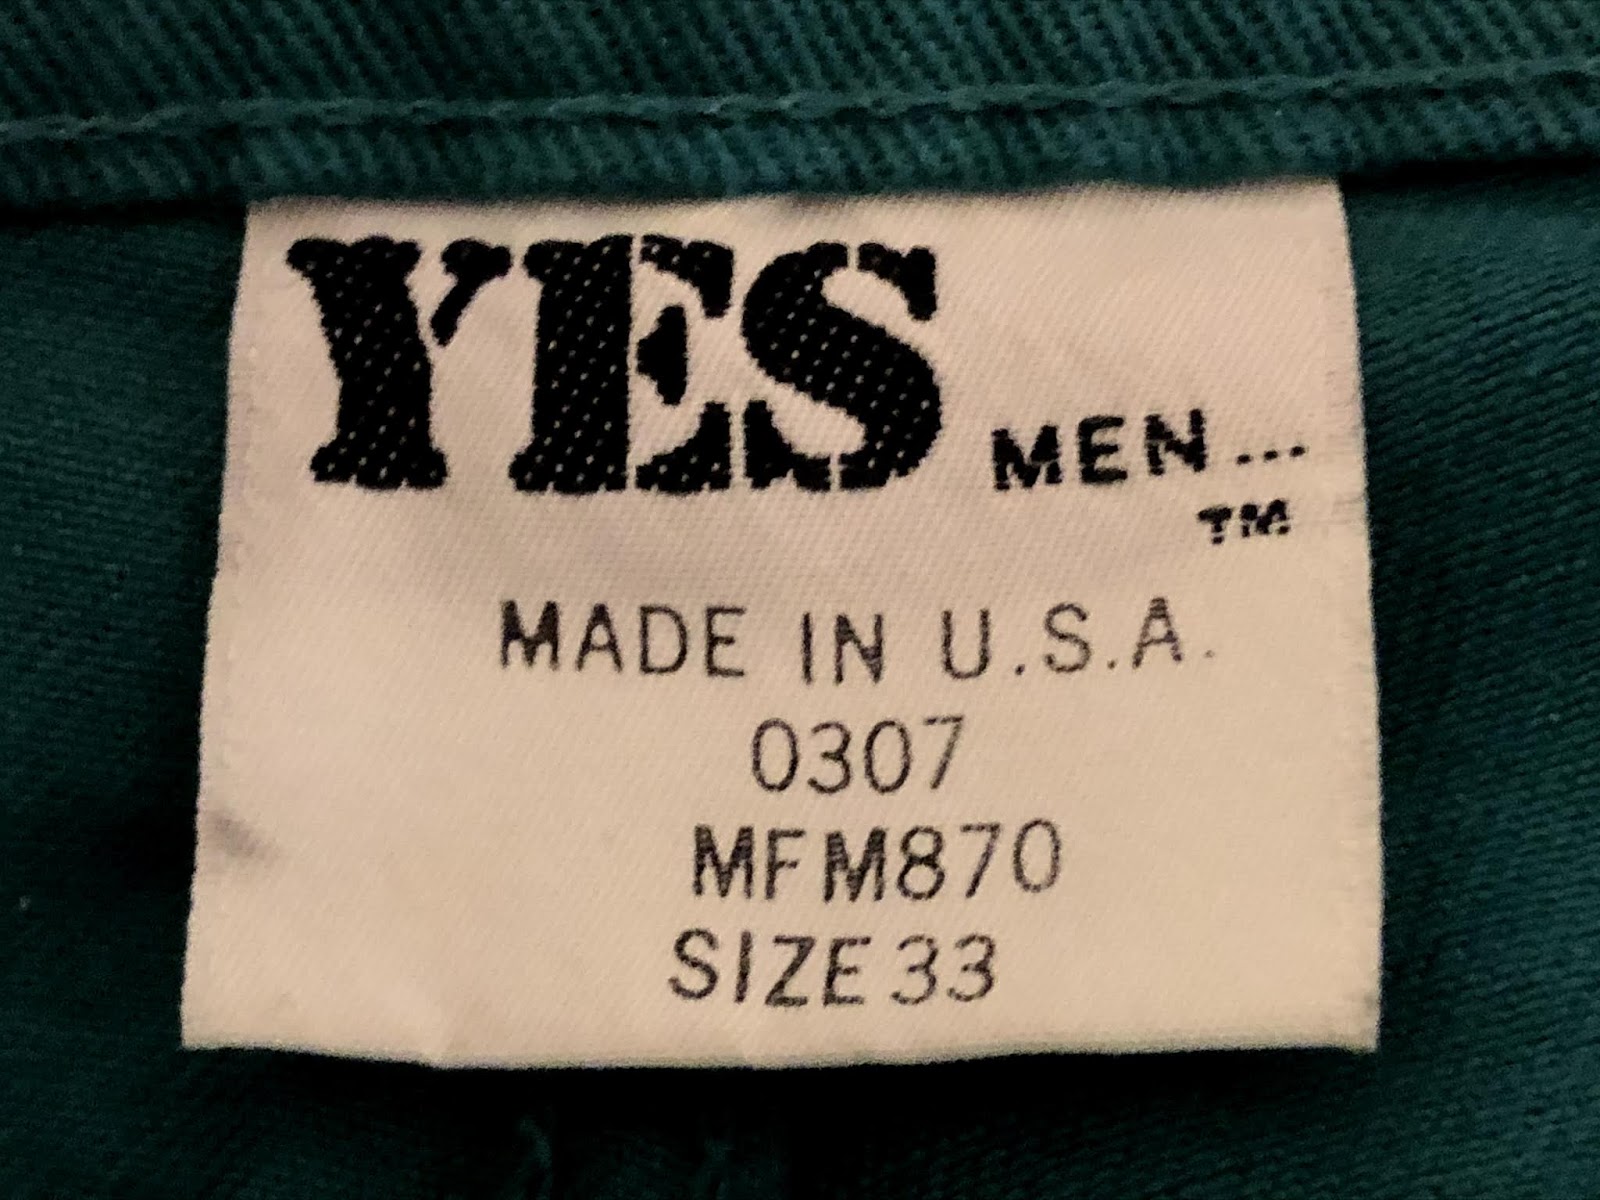 YES MEN...
TM
MADE IN U.S.A.
0307
MFM870
SIZE 33